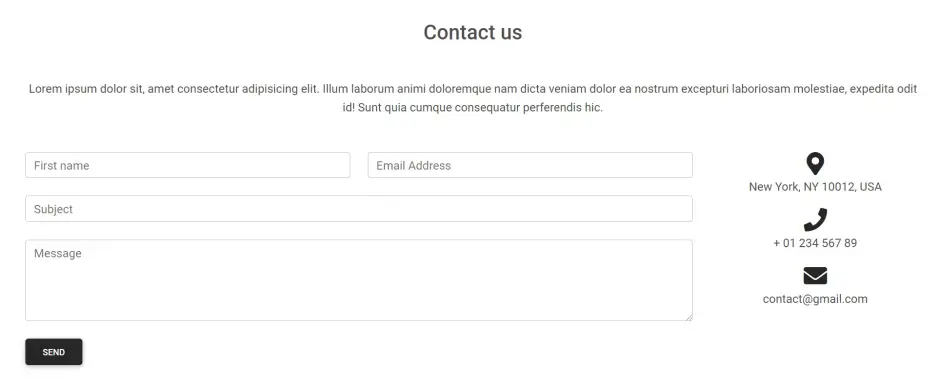 Contact us
Lorem ipsum dolor sit, amet consectetur adipisicing elit. Illum laborum animi doloremque nam dicta veniam dolor ea nostrum excepturi laboriosam molestiae, expedita odit
id! Sunt quia cumque consequatur perferendis hic.
First name
Email Address
Subject
Message
SEND
New York, NY 10012, USA
+ 01 234 567 89
contact@gmail.com